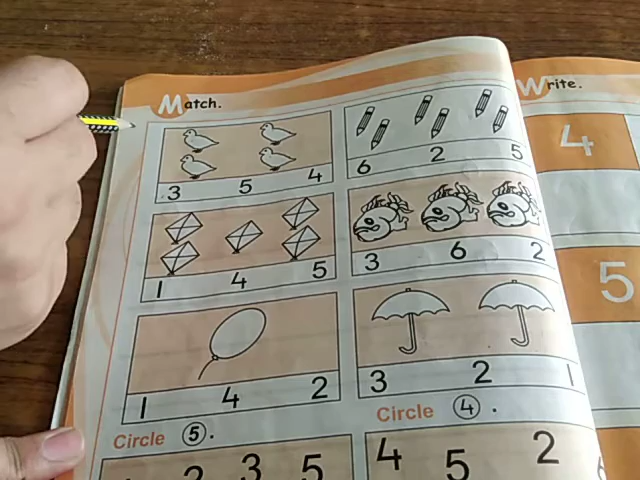 Match.
3 5 4
6 2 5
1 4 5
3 6 2
1 4 2
3 2 1
Circle 5.
Circle 4.
2 3 5
4 5 2
Write.
4
5